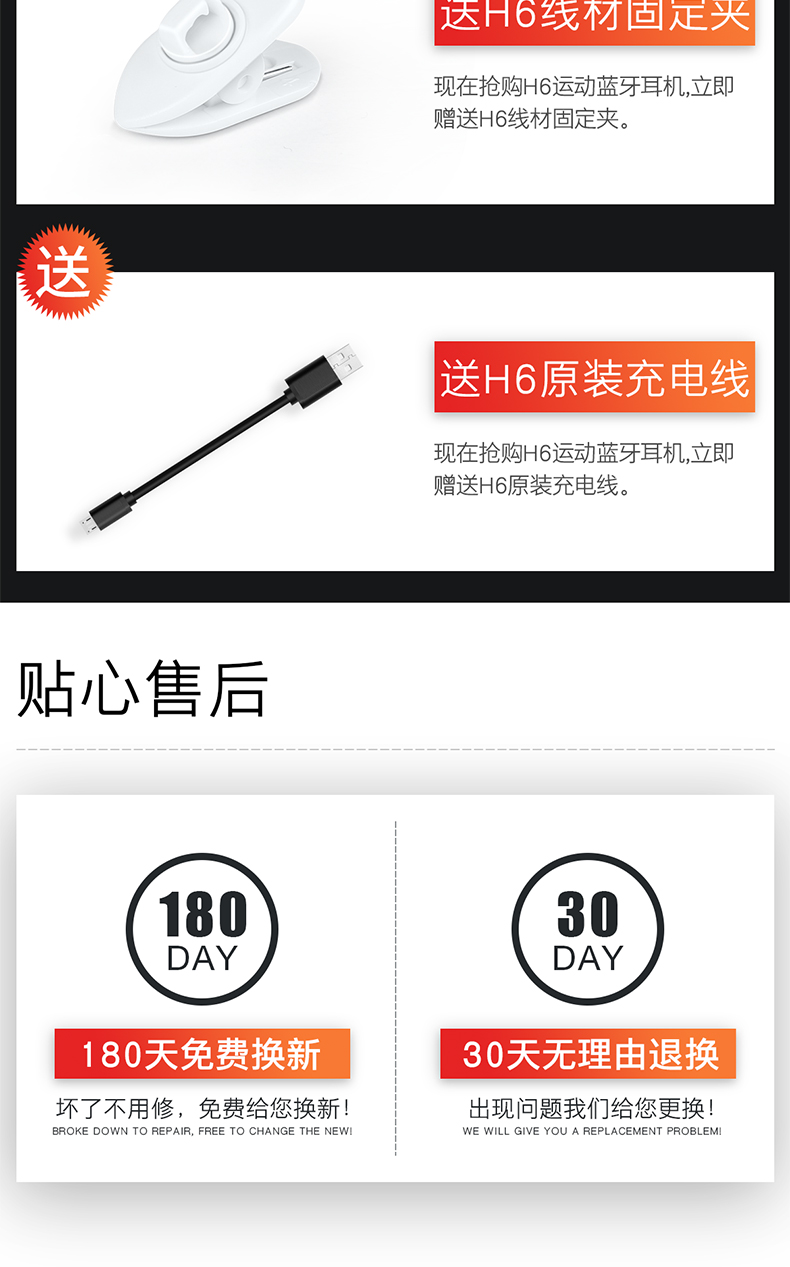 送H6线材固定夹
现在抢购H6运动蓝牙耳机,立即
赠送H6线材固定夹。
送
送H6原装充电线
现在抢购H6运动蓝牙耳机,立即
赠送H6原装充电线。
贴心售后
180
DAY
180天免费换新
坏了不用修，免费给您换新!
BROKE DOWN TO REPAIR, FREE TO CHANGE THE NEW!
30
DAY
30天无理由退换
出现问题我们给您更换!
WE WILL GIVE YOU A REPLACEMENT PROBLEM!